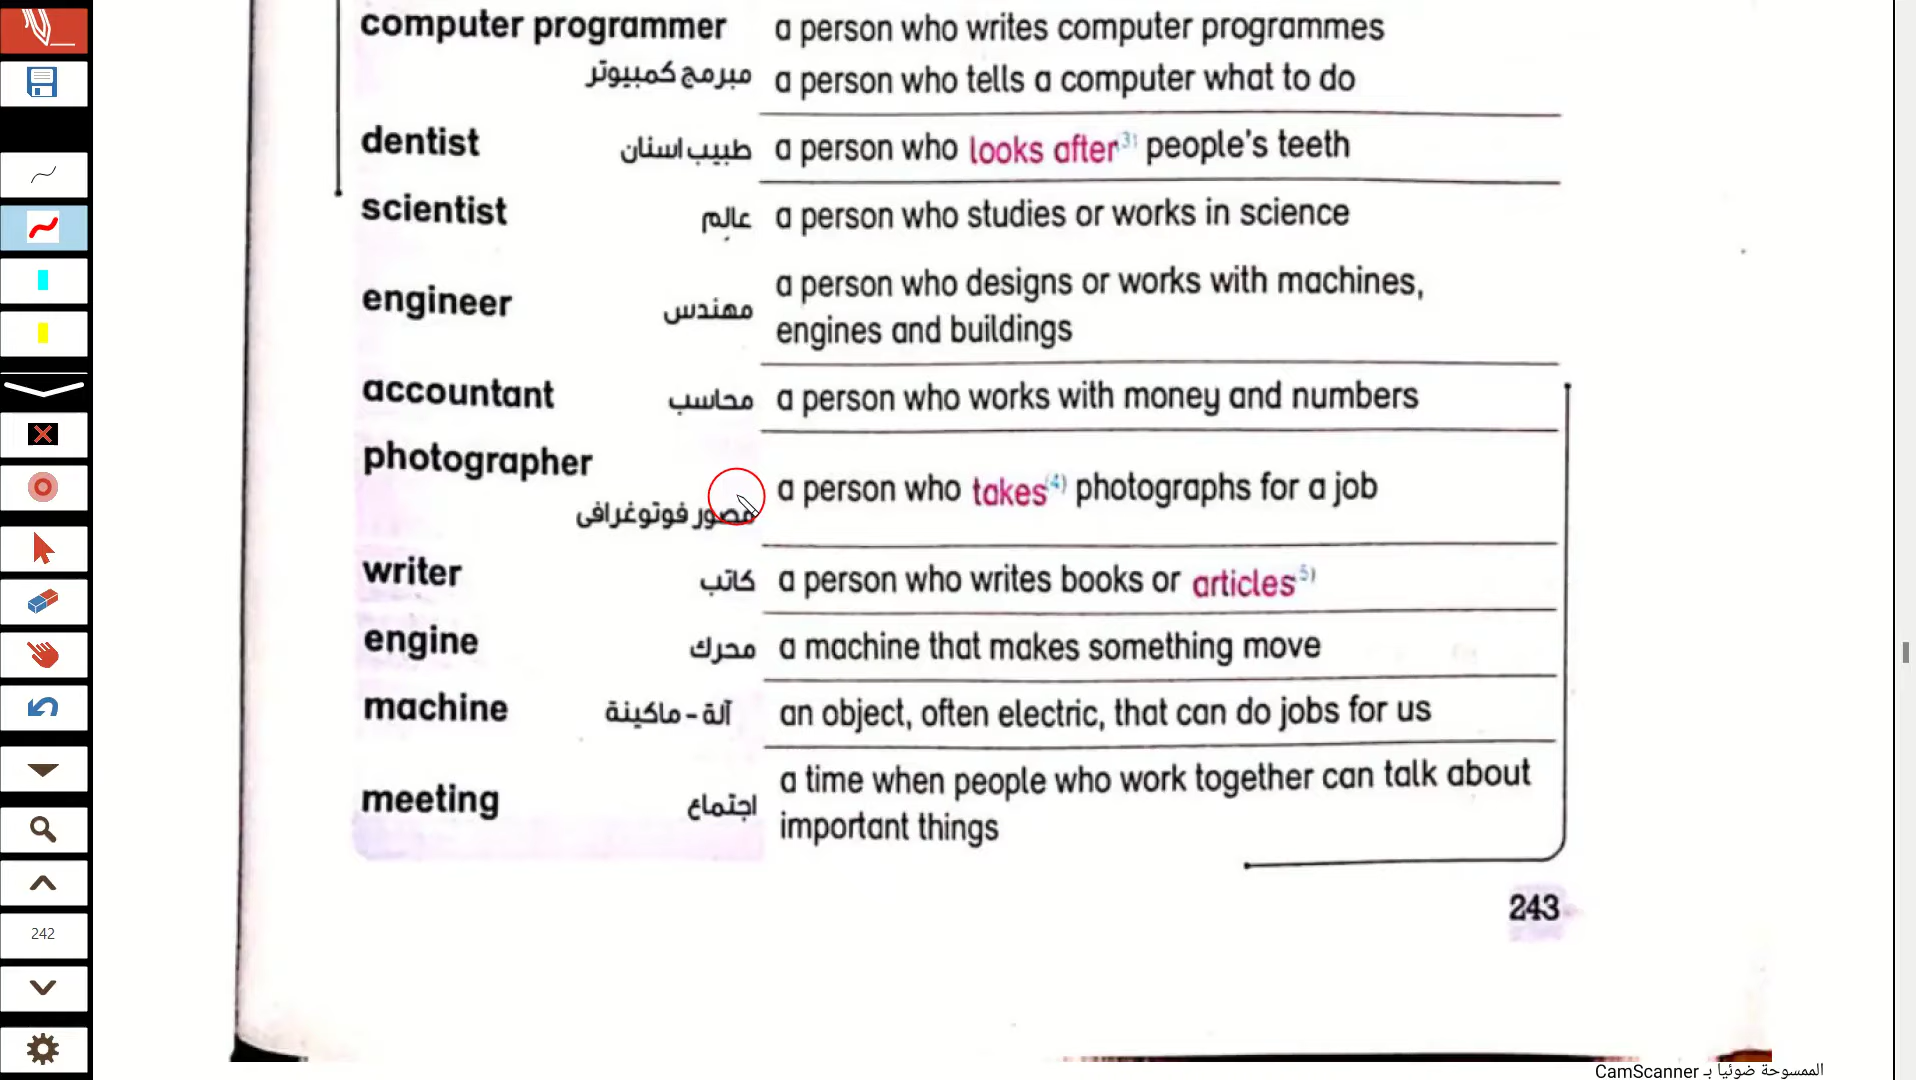 computer programmer a person who writes computer programmes
مبرمج كمبيوتر a person who tells a computer what to do
dentist طبيب اسنان a person who looks after(3) people's teeth
scientist عالِم a person who studies or works in science
engineer مهندس a person who designs or works with machines,
engines and buildings
accountant محاسب a person who works with money and numbers
photographer
مصور فوتوغرافى a person who takes(4) photographs for a job
writer كاتب a person who writes books or articles(5)
engine محرك a machine that makes something move
machine آلة - ماكينة an object, often electric, that can do jobs for us
meeting اجتماع a time when people who work together can talk about
important things
243
242
الممسوحة ضوئيا بـ CamScanner